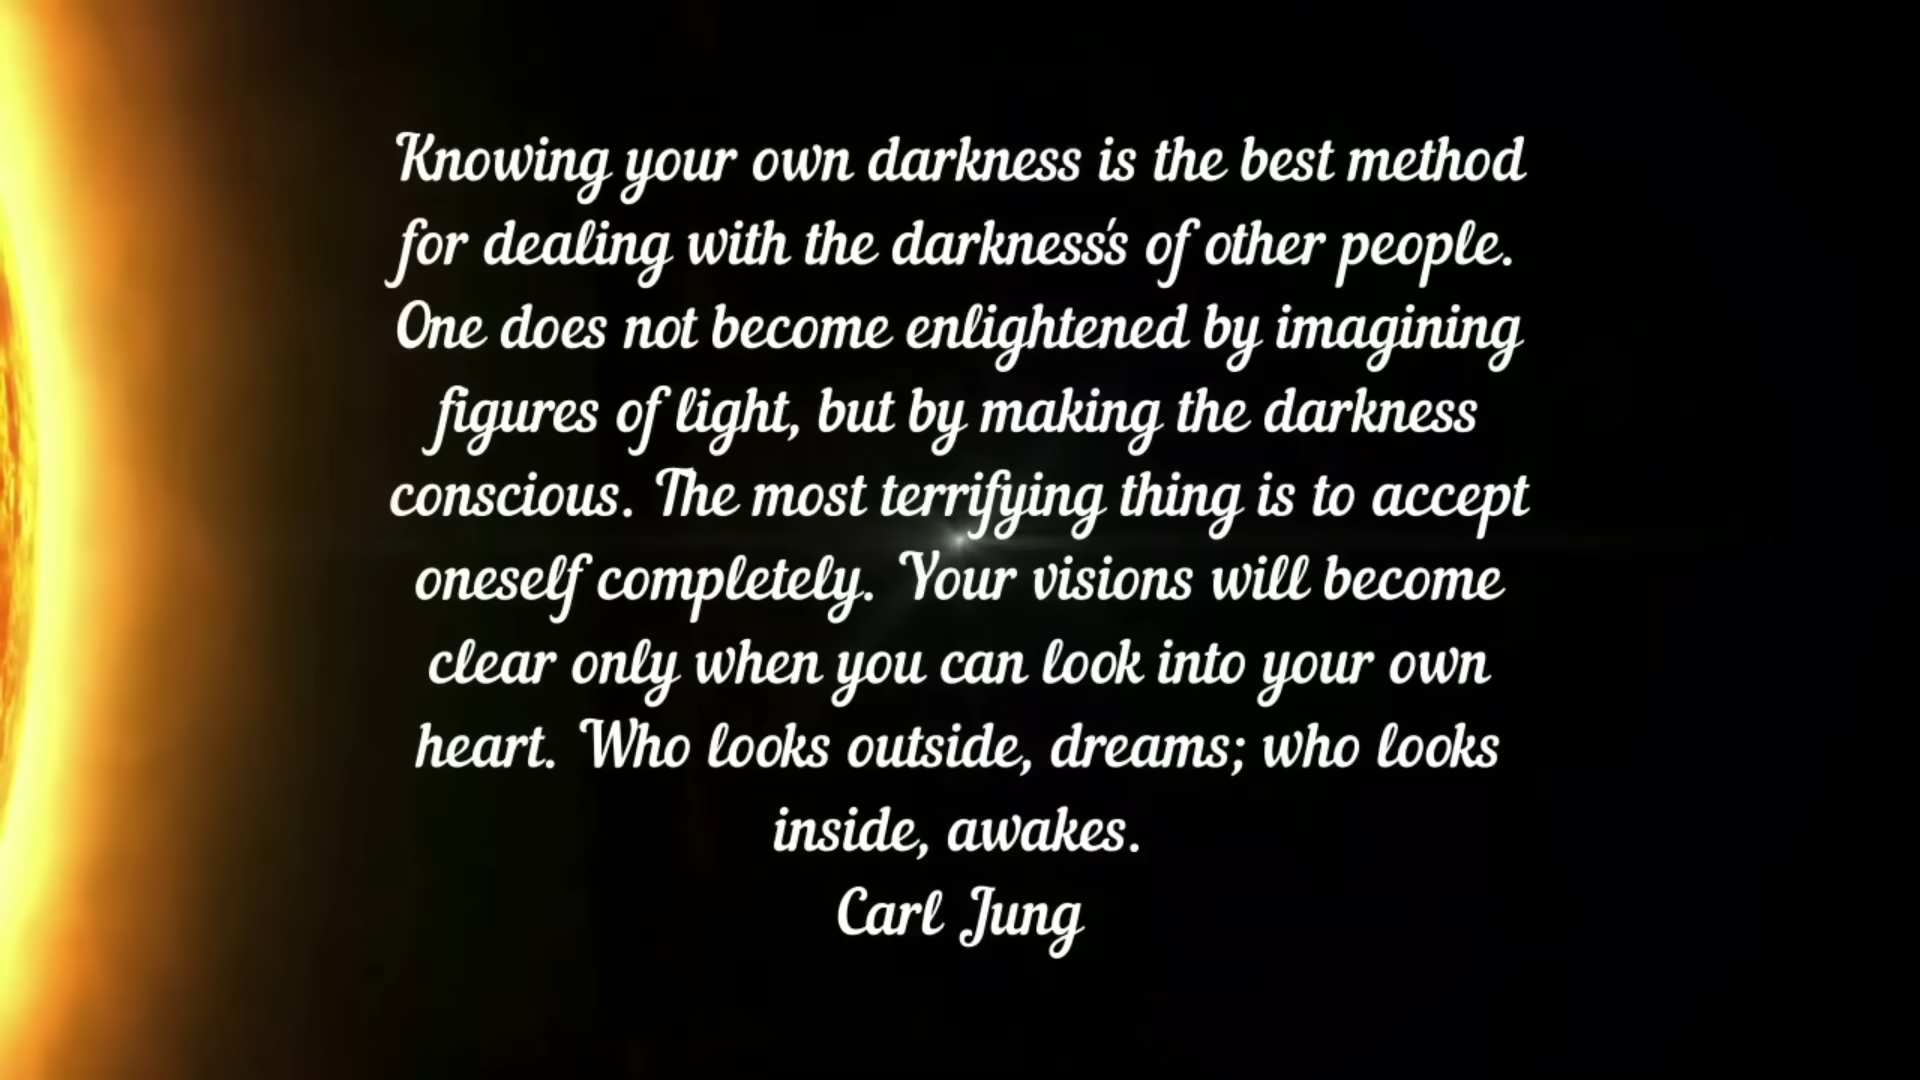 Knowing your own darkness is the best method
for dealing with the darkness's of other people.
One does not become enlightened by imagining
figures of light, but by making the darkness
conscious. The most terrifying thing is to accept
oneself completely. Your visions will become
clear only when you can look into your own
heart. Who looks outside, dreams; who looks
inside, awakes.
Carl Jung